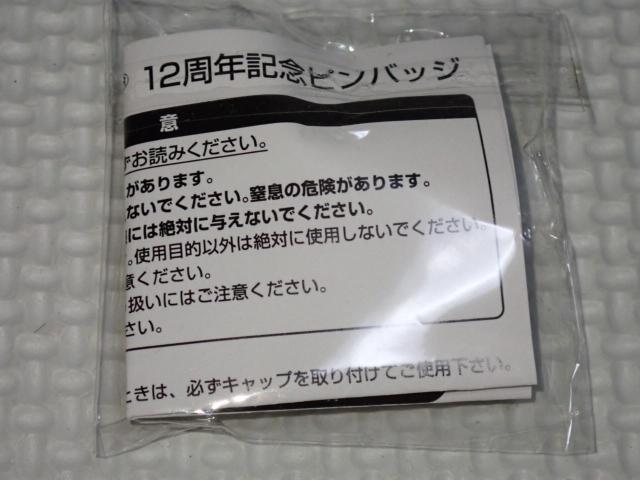 ® 12周年記念ピンバッジ
意
ずお読みください。
があります。
ないでください。窒息の危険があります。
には絶対に与えないでください。
。使用目的以外は絶対に使用しないでください。
意ください。
扱いにはご注意ください。
さい。
ときは、必ずキャップを取り付けてご使用下さい。